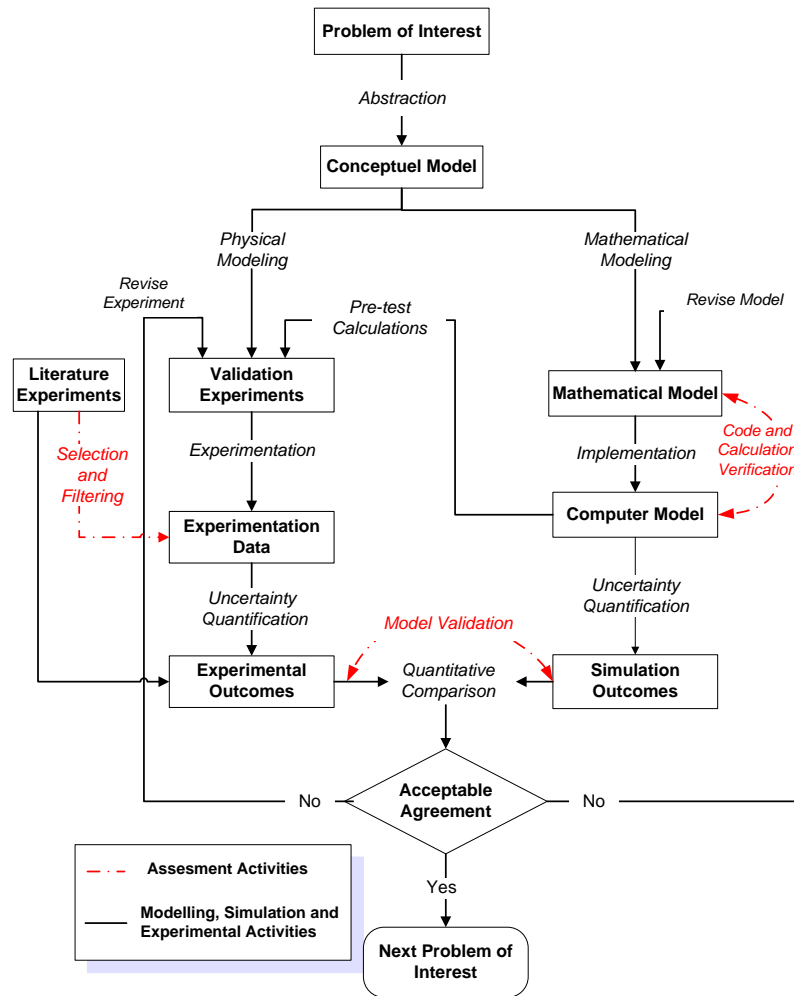 Problem of Interest
Abstraction
Conceptuel Model
Physical
Modeling
Mathematical
Modeling
Revise
Experiment
Pre-test
Calculations
Revise Model
Literature
Experiments
Validation
Experiments
Mathematical Model
Selection
and
Filtering
Experimentation
Implementation
Code and
Calculation
Verification
Experimentation
Data
Computer Model
Uncertainty
Quantification
Uncertainty
Quantification
Model Validation
Experimental
Outcomes
Quantitative
Comparison
Simulation
Outcomes
No
Acceptable
Agreement
No
Assesment Activities
Modelling, Simulation and
Experimental Activities
Yes
Next Problem of
Interest